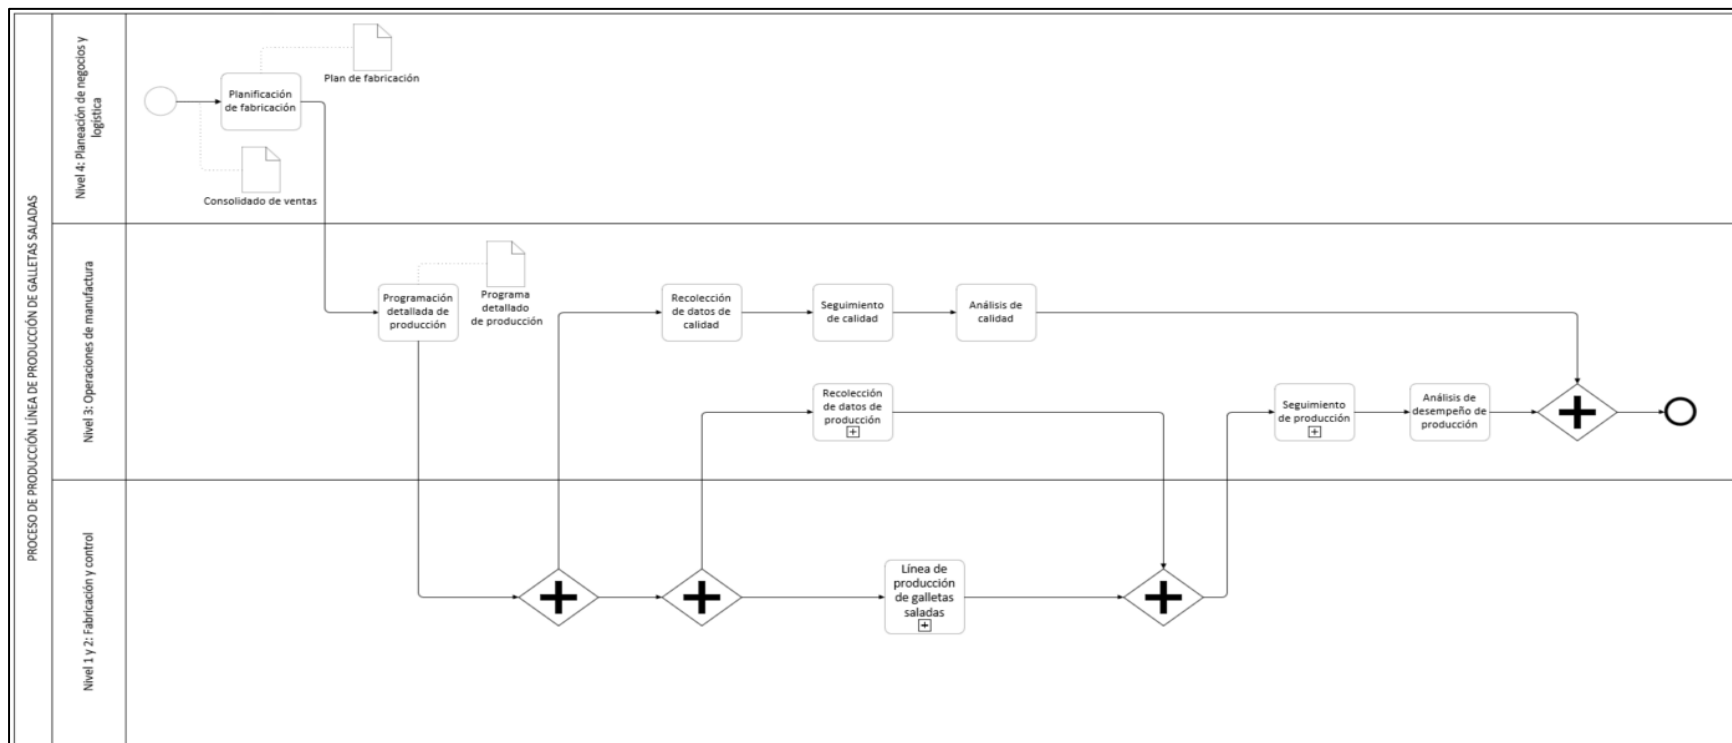 PROCESO DE PRODUCCIÓN LÍNEA DE PRODUCCIÓN DE GALLETAS SALADAS
Nivel 4: Planeación de negocios y
logística
Planificación
de fabricación
Plan de fabricación
Consolidado de ventas
Nivel 3: Operaciones de manufactura
Programación
detallada de
producción
Programa
detallado
de producción
Recolección
de datos de
calidad
Seguimiento
de calidad
Análisis de
calidad
Recolección
de datos de
producción
Seguimiento
de producción
Análisis de
desempeño de
producción
Nivel 1 y 2: Fabricación y control
Línea de
producción
de galletas
saladas